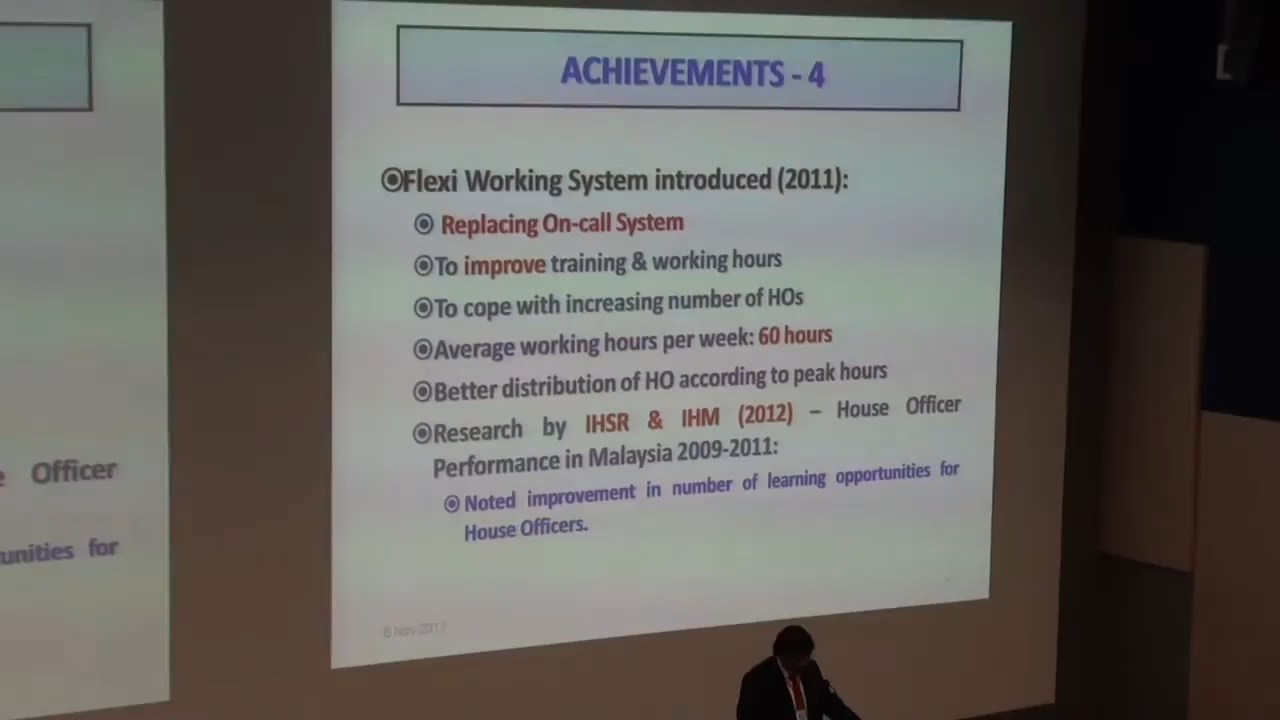 ACHIEVEMENTS - 4
Flexi Working System introduced (2011):
Replacing On-call System
To improve training & working hours
To cope with increasing number of HOs
Average working hours per week: 60 hours
Better distribution of HO according to peak hours
Research by IHSR & IHM (2012) – House Officer
Performance in Malaysia 2009-2011:
Noted improvement in number of learning opportunities for
House Officers.
Officer
unities for